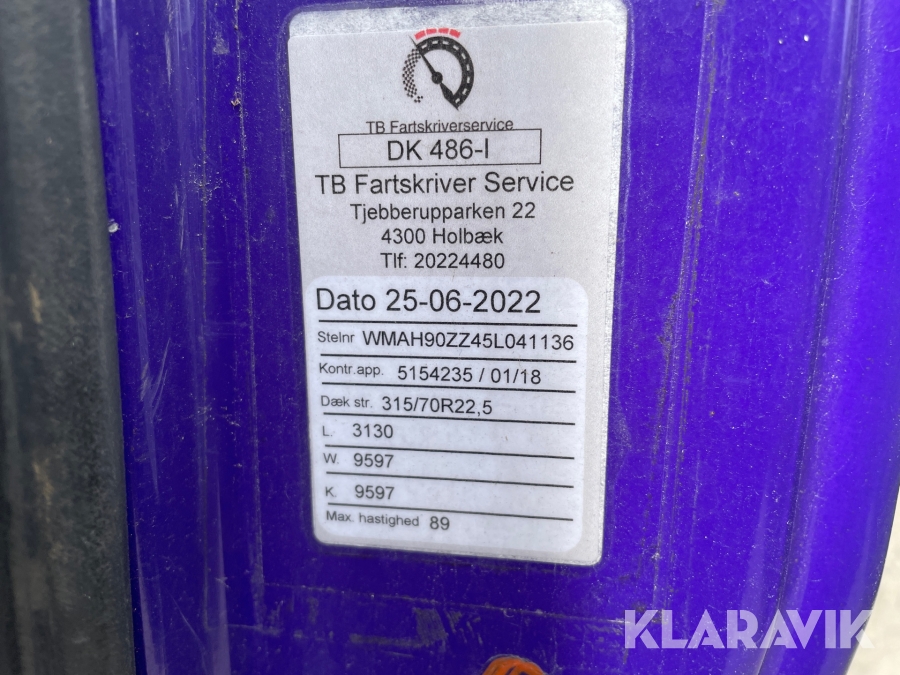 TB Fartskriverservice
DK 486-I
TB Fartskriver Service
Tjebberupparken 22
4300 Holbæk
Tlf: 20224480
Dato 25-06-2022
Stelnr WMAH90ZZ45L041136
Kontr.app. 5154235 / 01/18
Dæk str. 315/70R22,5
L. 3130
W. 9597
K. 9597
Max. hastighed 89
KLARAVIK